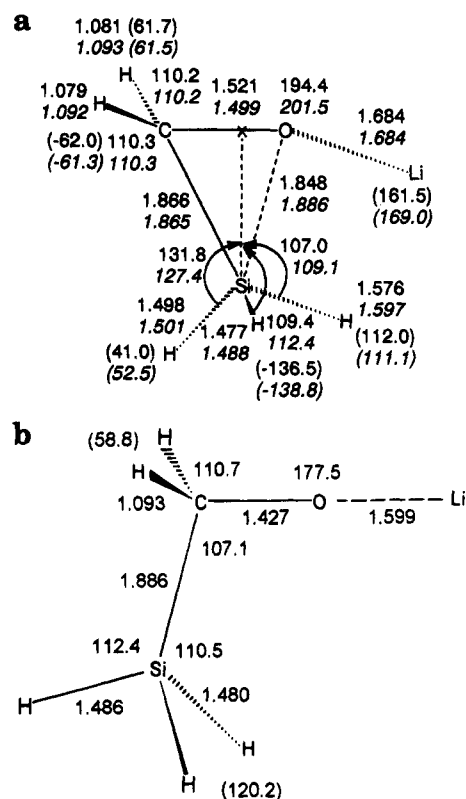 a
1.081 (61.7)
1.093 (61.5)
H 110.2 1.521 194.4
110.2 1.499 201.5
1.079 H
1.092
1.684
1.684
C x O
Li
(-62.0) 110.3
(-61.3) 110.3
(161.5)
(169.0)
1.866 1.848
1.865 1.886
131.8 107.0
127.4 109.1
Si
1.498 1.576
1.501 1.597
1.477 H 109.4 H
1.488 112.4
H
(41.0) (112.0)
(52.5) (111.1)
(-136.5)
(-138.8)
b
(58.8) H
H 110.7 177.5
1.093 C O Li
1.427 1.599
107.1
1.886
112.4 110.5
Si
H 1.486 1.480
H
H (120.2)